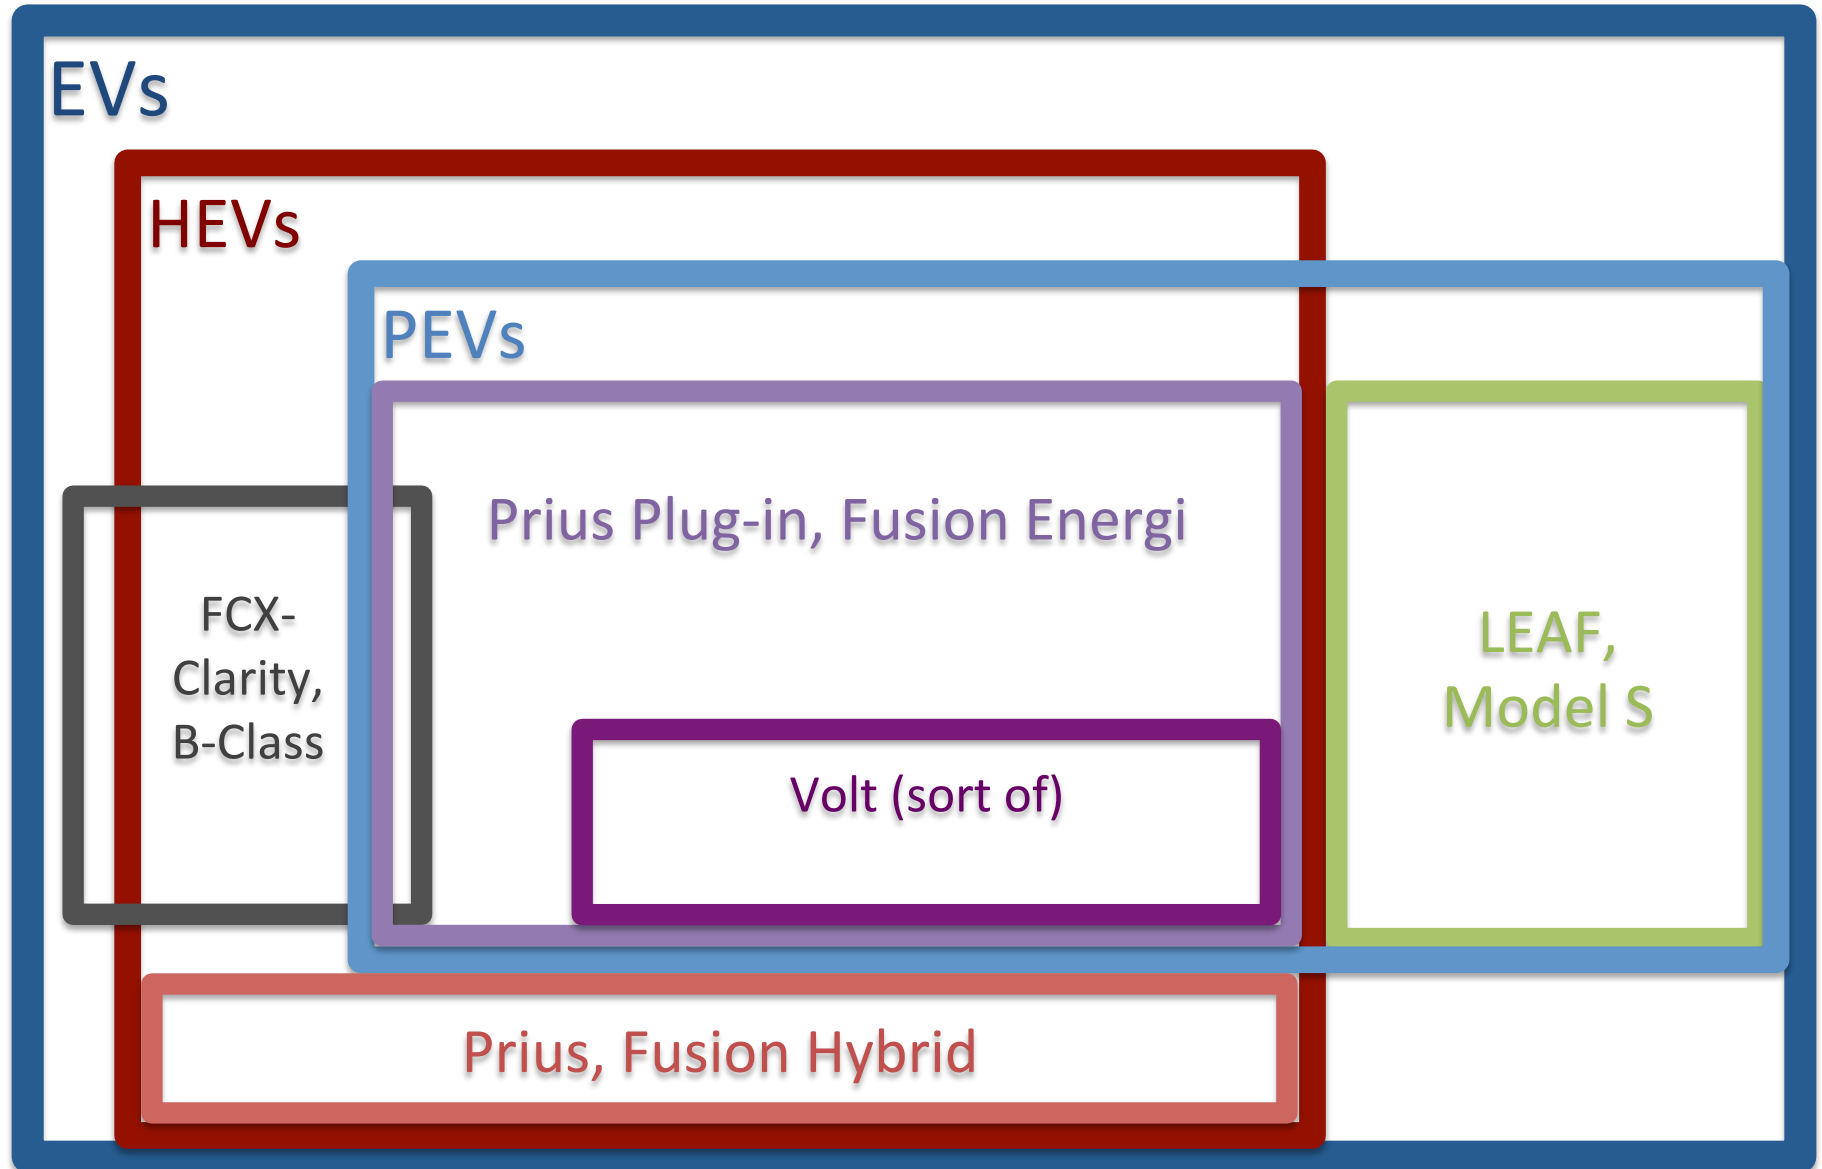 EVs
HEVs
PEVs
Prius Plug-in, Fusion Energi
FCX-
Clarity,
B-Class
LEAF,
Model S
Volt (sort of)
Prius, Fusion Hybrid